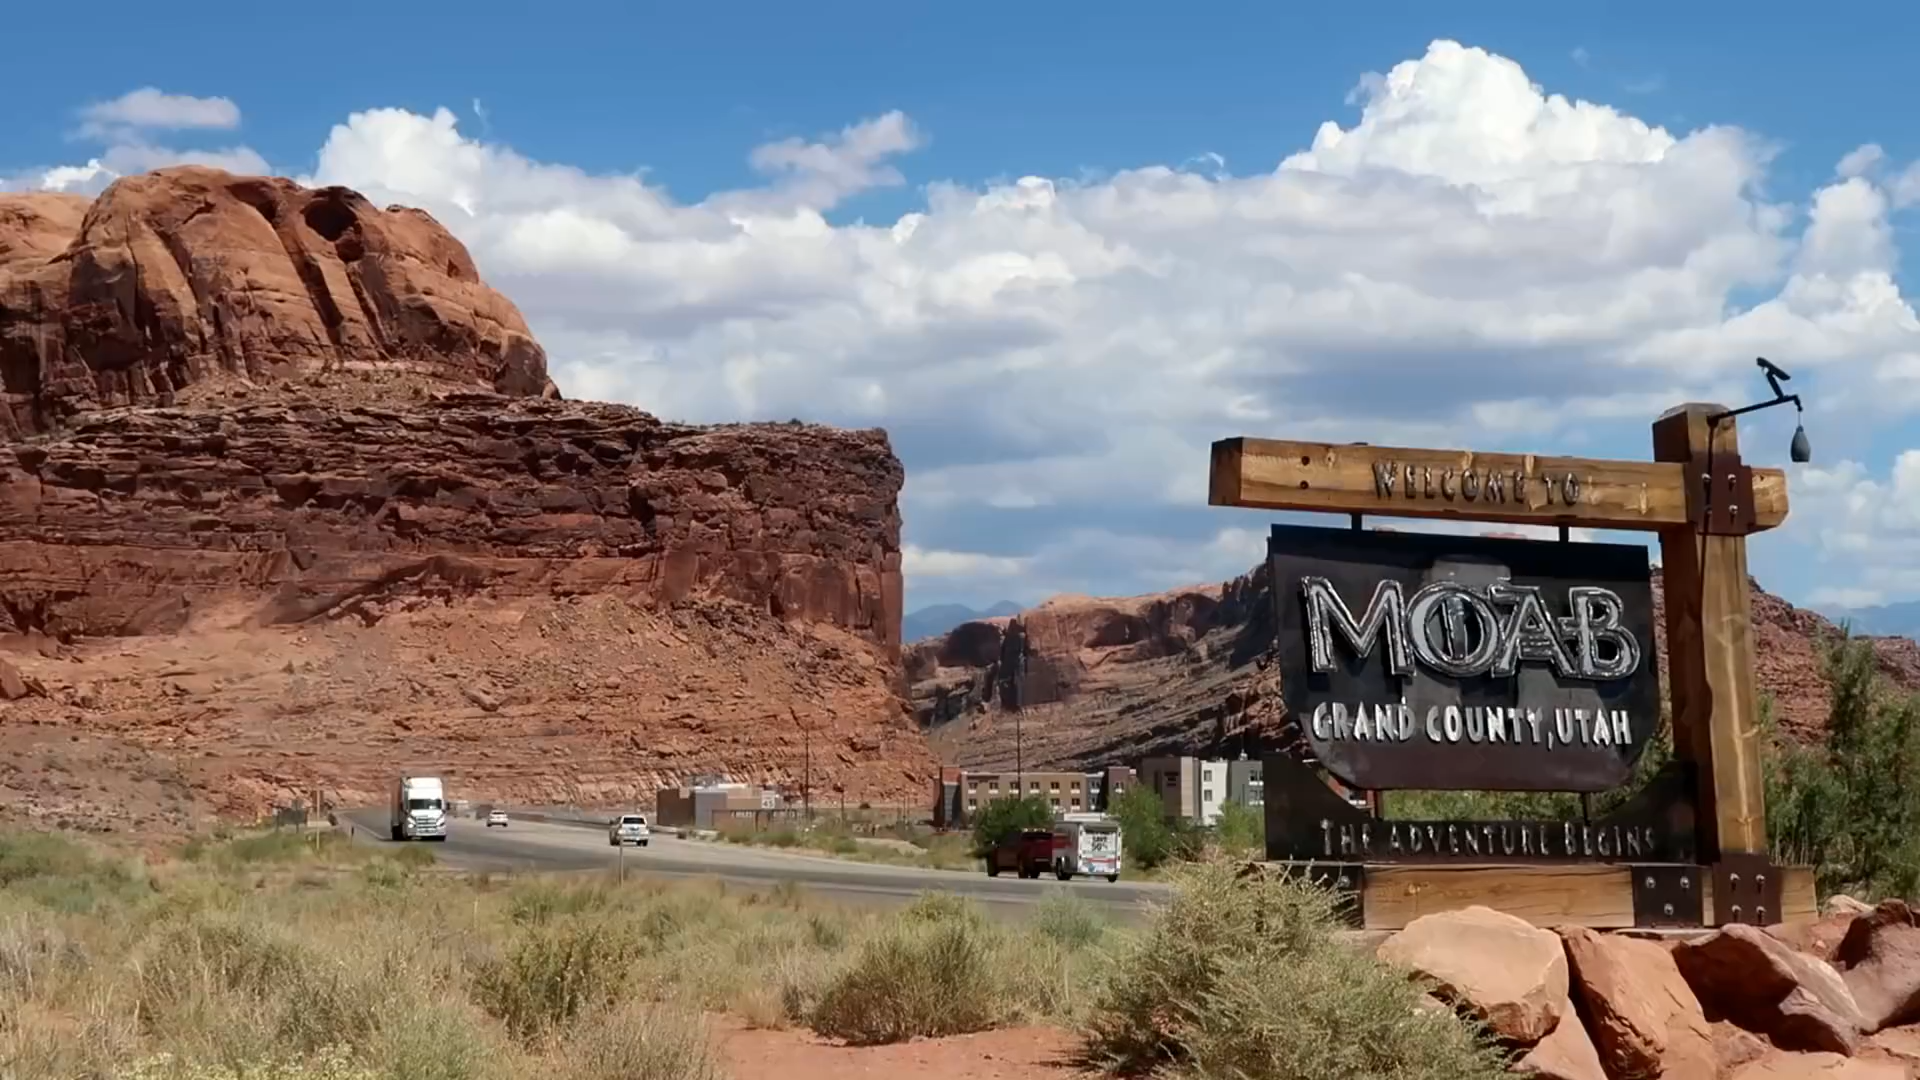 WELCOME TO
MOAB
GRAND COUNTY, UTAH
THE ADVENTURE BEGINS